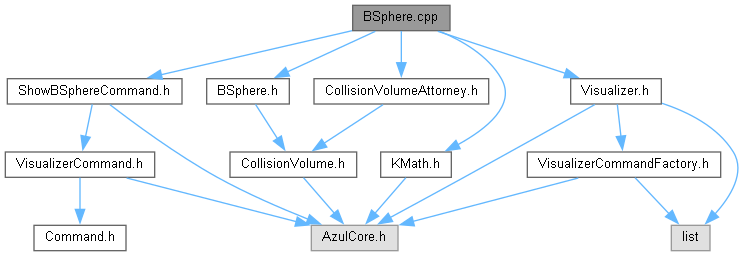 BSphere.cpp
ShowBSphereCommand.h
BSphere.h
CollisionVolumeAttorney.h
Visualizer.h
VisualizerCommand.h
CollisionVolume.h
KMath.h
VisualizerCommandFactory.h
Command.h
AzulCore.h
list